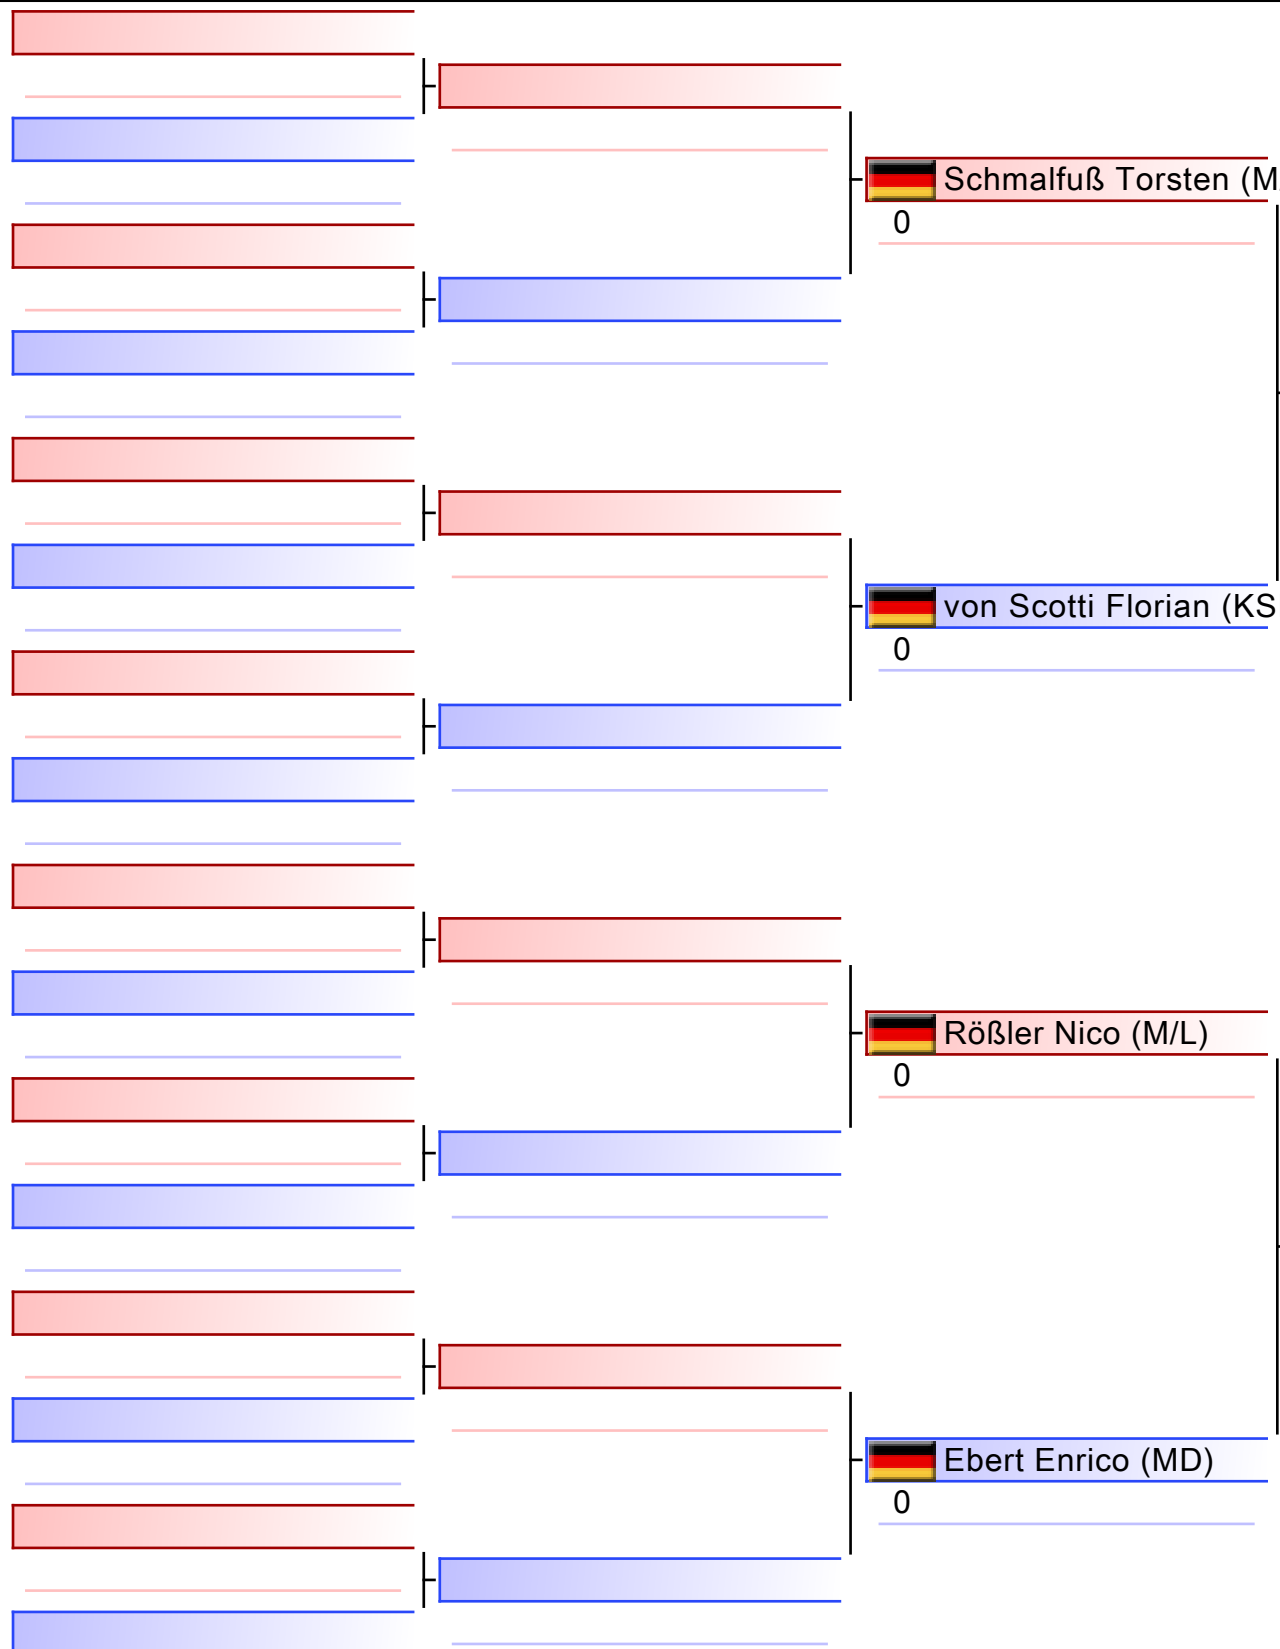 Schmalfuß Torsten
0
von Scotti Florian (KS
0
Rößler Nico (M/L)
0
Ebert Enrico (MD)
0